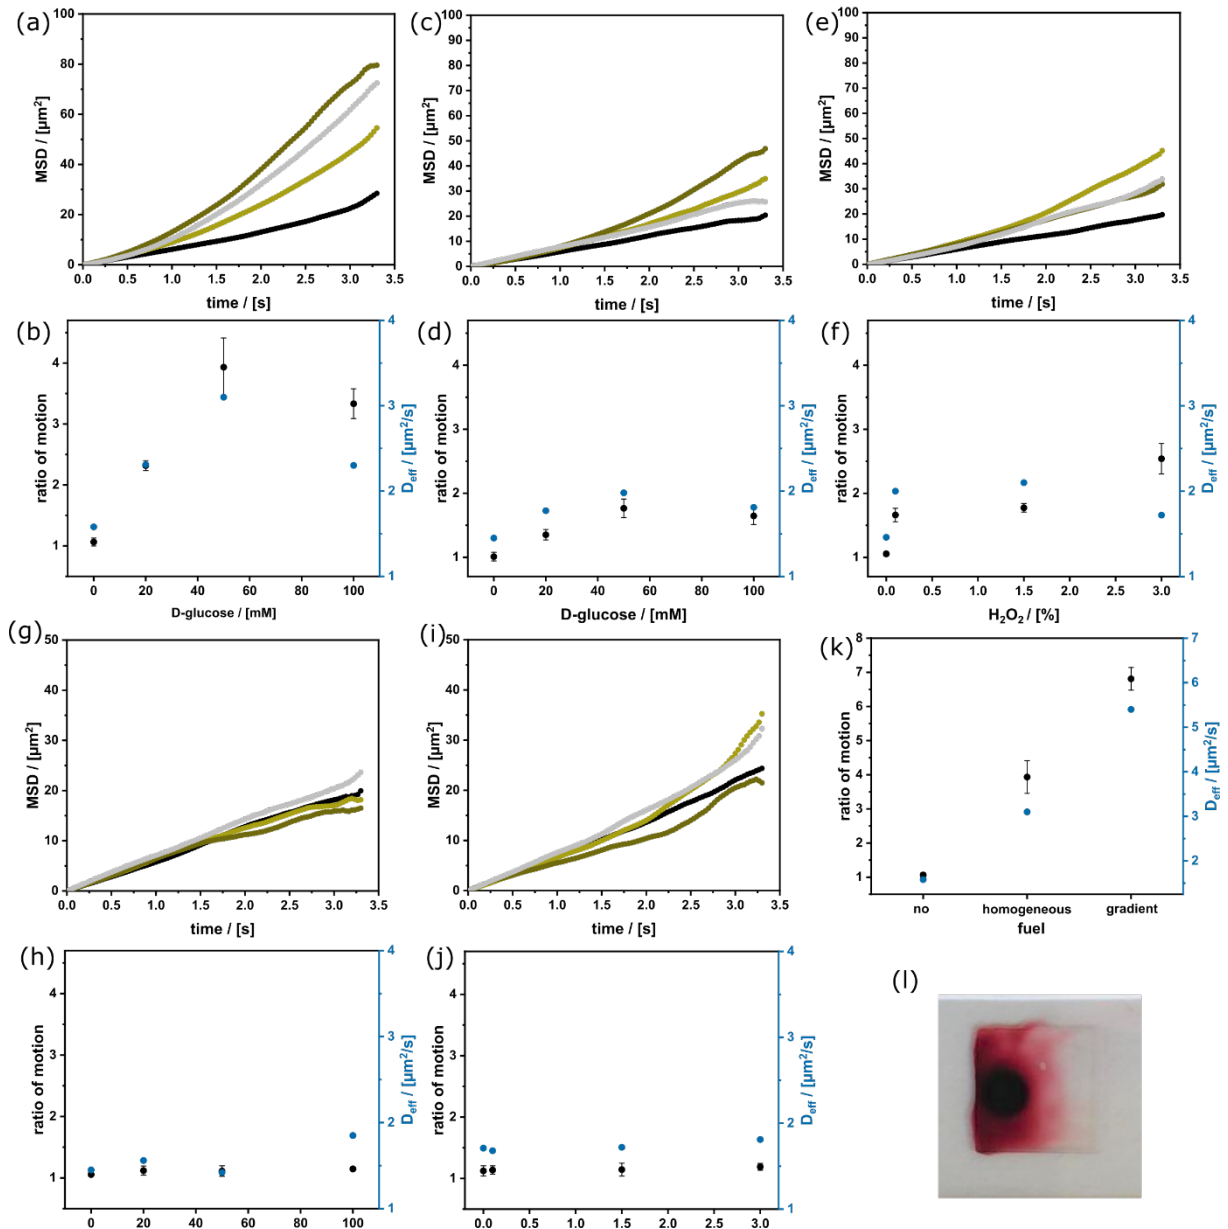 (a)
100
80
60
40
20
0
MSD / [µm²]
0.0 0.5 1.0 1.5 2.0 2.5 3.0 3.5
time / [s]
(c)
100
90
80
70
60
50
40
30
20
10
0
MSD / [µm²]
0.0 0.5 1.0 1.5 2.0 2.5 3.0 3.5
time / [s]
(e)
100
90
80
70
60
50
40
30
20
10
0
MSD / [µm²]
0.0 0.5 1.0 1.5 2.0 2.5 3.0 3.5
time / [s]
(b)
4
3
2
1
ratio of motion
4
3
2
1
D_eff / [µm²/s]
0 20 40 60 80 100
D-glucose / [mM]
(d)
4
3
2
1
ratio of motion
4
3
2
1
D_eff / [µm²/s]
0 20 40 60 80 100
D-glucose / [mM]
(f)
4
3
2
1
ratio of motion
4
3
2
1
D_eff / [µm²/s]
0.0 0.5 1.0 1.5 2.0 2.5 3.0
H₂O₂ / [%]
(g)
50
40
30
20
10
0
MSD / [µm²]
0.0 0.5 1.0 1.5 2.0 2.5 3.0 3.5
time / [s]
(i)
50
40
30
20
10
0
MSD / [µm²]
0.0 0.5 1.0 1.5 2.0 2.5 3.0 3.5
time / [s]
(k)
8
7
6
5
4
3
2
1
ratio of motion
7
6
5
4
3
2
D_eff / [µm²/s]
no homogeneous gradient
fuel
(h)
4
3
2
1
ratio of motion
4
3
2
1
D_eff / [µm²/s]
0 20 40 60 80 100
(j)
4
3
2
1
ratio of motion
4
3
2
1
D_eff / [µm²/s]
0.0 0.5 1.0 1.5 2.0 2.5 3.0
(l)